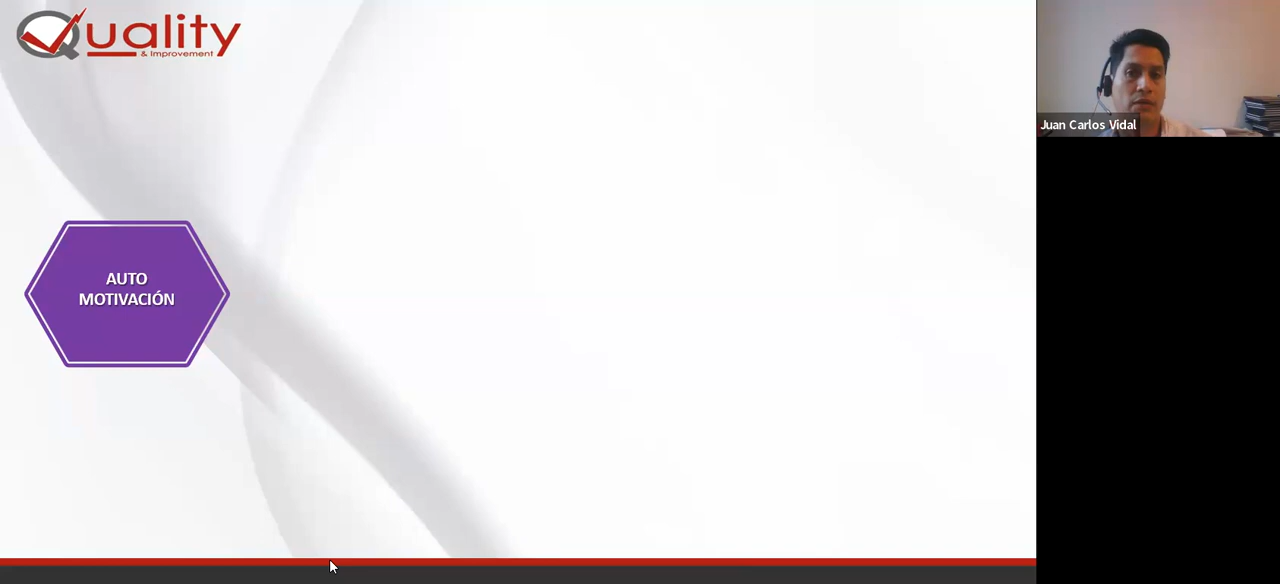 Quality
& Improvement
Juan Carlos Vidal
AUTO
MOTIVACIÓN